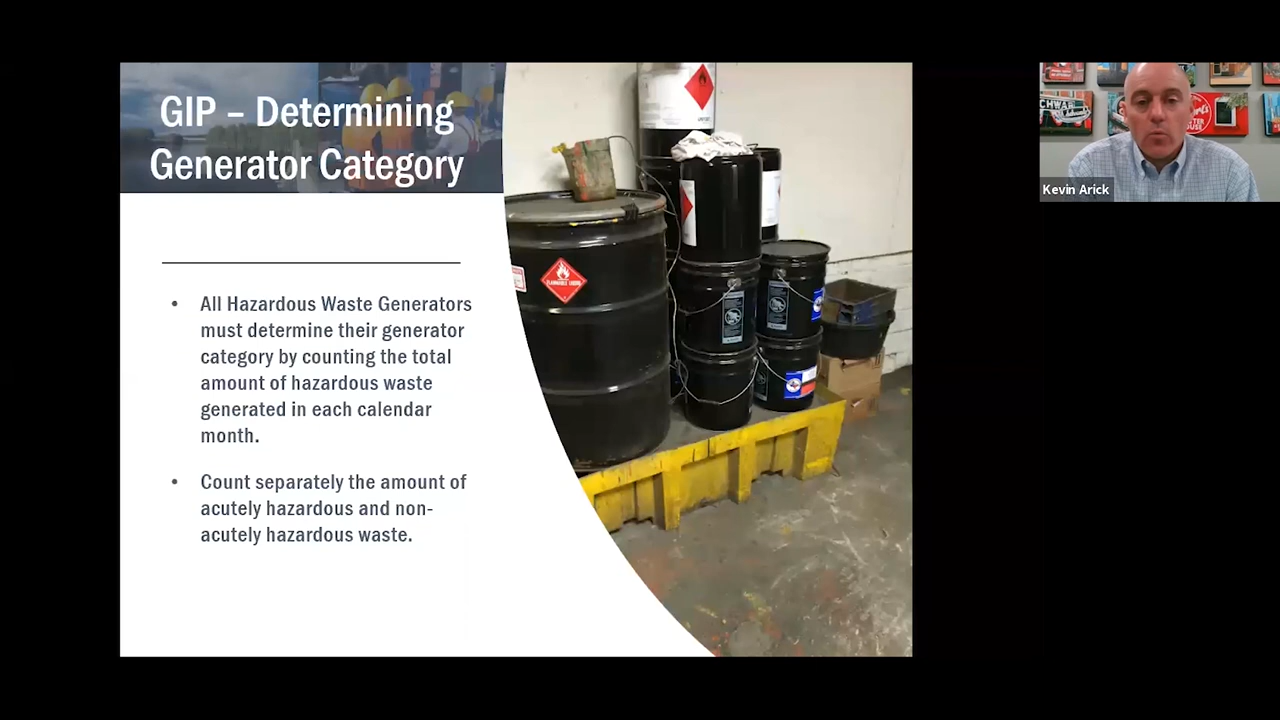 GIP – Determining
Generator Category
• All Hazardous Waste Generators
must determine their generator
category by counting the total
amount of hazardous waste
generated in each calendar
month.
• Count separately the amount of
acutely hazardous and non-
acutely hazardous waste.
FLAMMABLE LIQUID
Kevin Arick